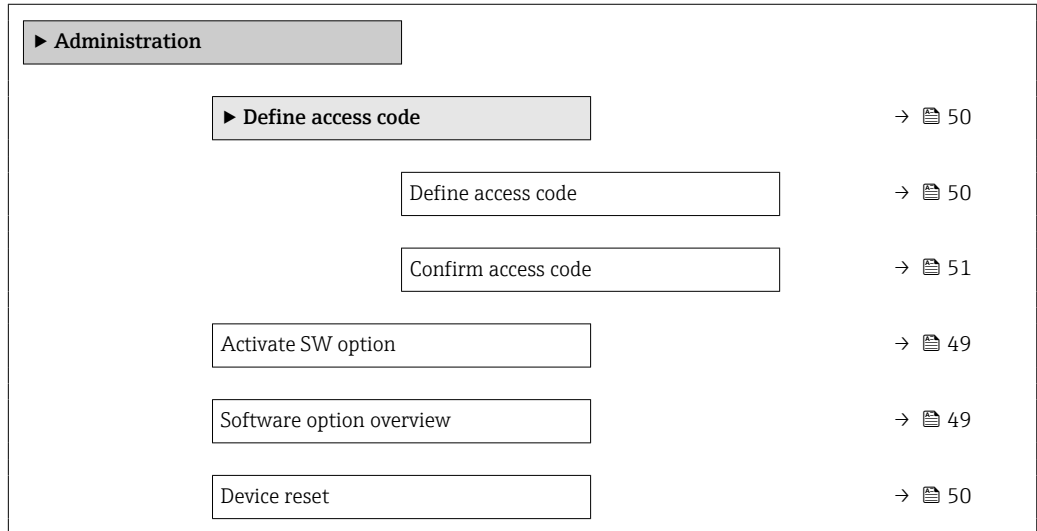 ▶ Administration
▶ Define access code → 50
Define access code → 50
Confirm access code → 51
Activate SW option → 49
Software option overview → 49
Device reset → 50